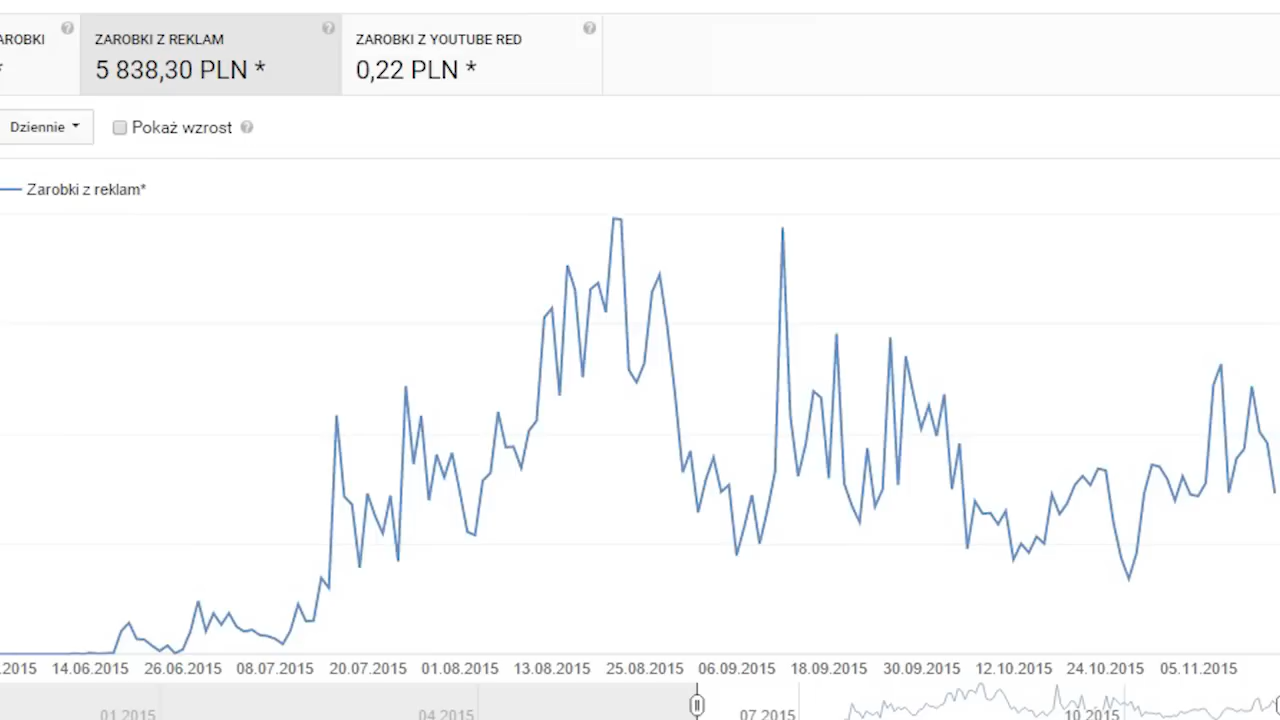 AROBKI
ZAROBKI Z REKLAM
ZAROBKI Z YOUTUBE RED
5 838,30 PLN *
0,22 PLN *
Dziennie
Pokaż wzrost
Zarobki z reklam*
.2015 14.06.2015 26.06.2015 08.07.2015 20.07.2015 01.08.2015 13.08.2015 25.08.2015 06.09.2015 18.09.2015 30.09.2015 12.10.2015 24.10.2015 05.11.2015
01.2015 04.2015 07.2015 10.2015